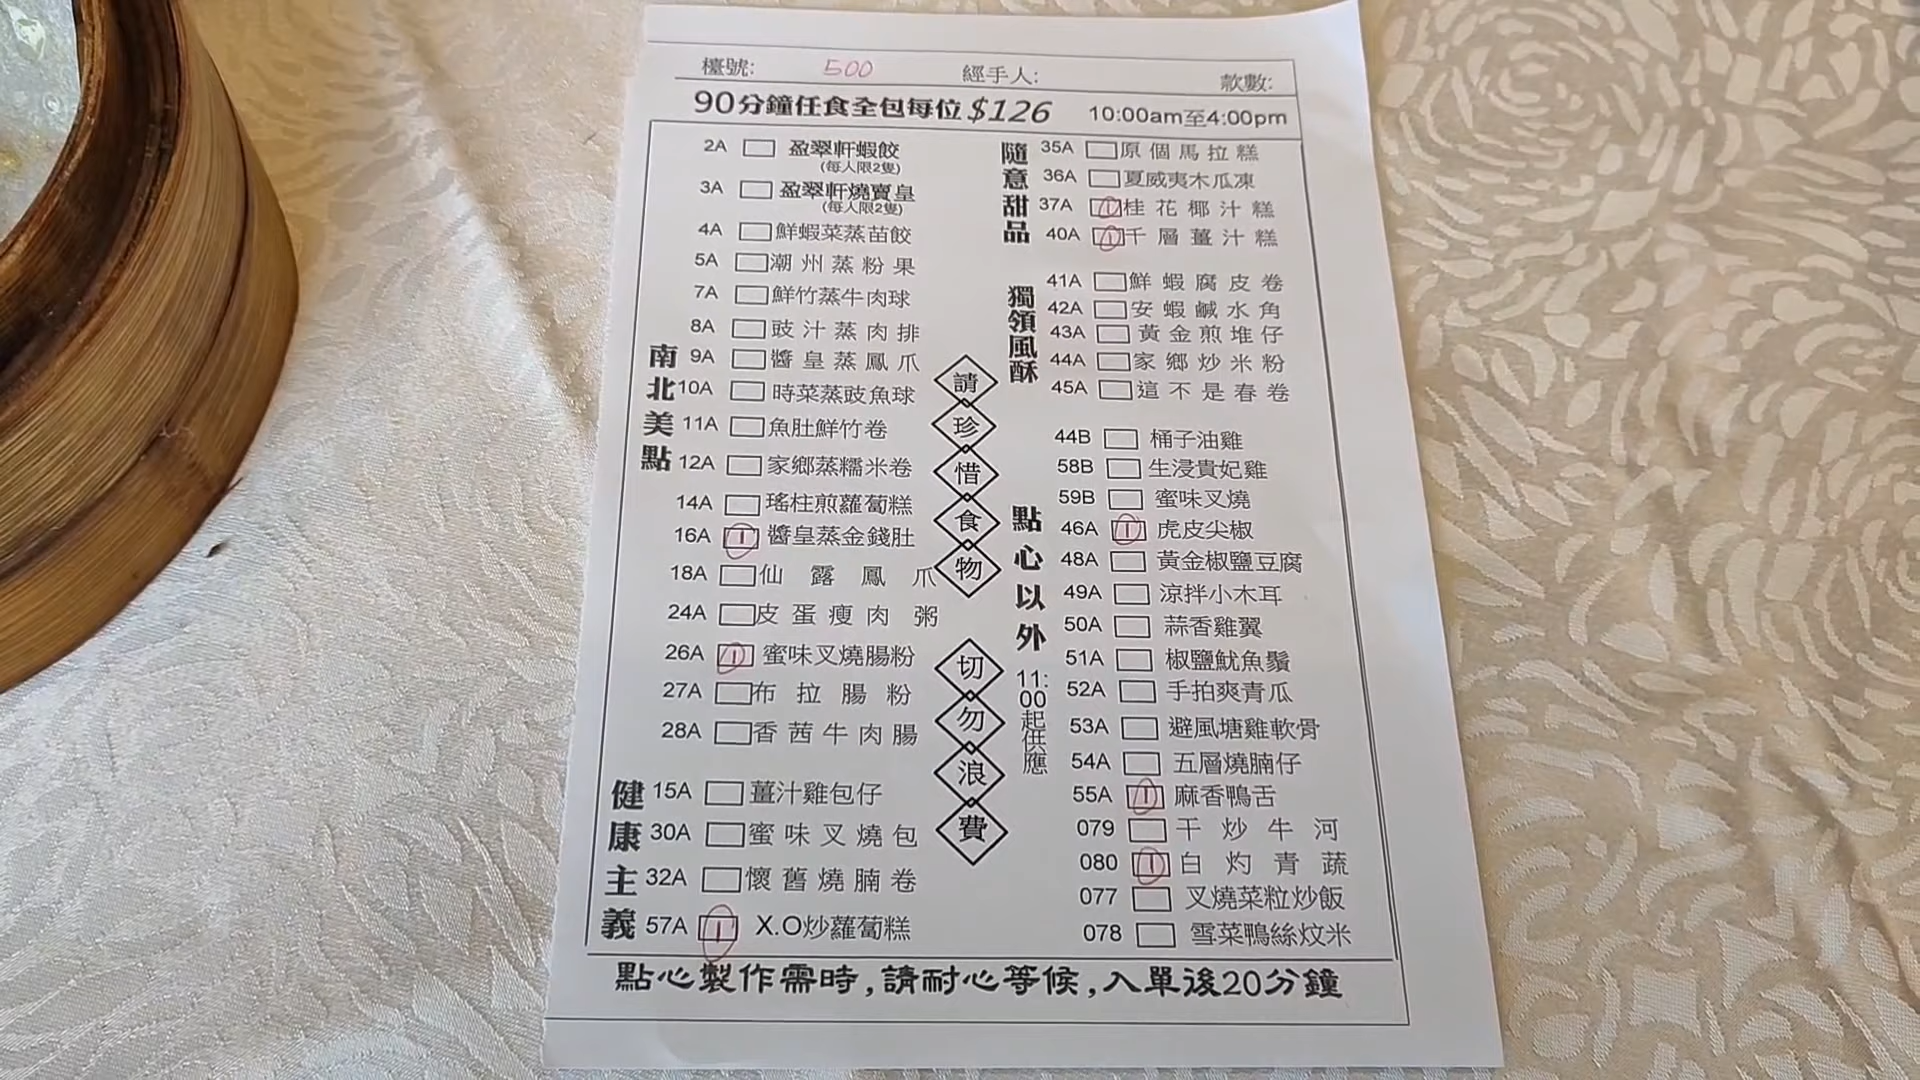 檯號: 500 經手人: 款數:
90分鐘任食全包每位$126 10:00am至4:00pm
南北美點
2A 盈翠軒蝦餃
(每人限2隻)
3A 盈翠軒燒賣皇
(每人限2隻)
4A 鮮蝦菜蒸苗餃
5A 潮州蒸粉果
7A 鮮竹蒸牛肉球
8A 豉汁蒸肉排
9A 醬皇蒸鳳爪
10A 時菜蒸豉魚球
11A 魚肚鮮竹卷
12A 家鄉蒸糯米卷
14A 瑤柱煎蘿蔔糕
16A 1 醬皇蒸金錢肚
18A 仙露鳳爪
24A 皮蛋瘦肉粥
26A 1 蜜味叉燒腸粉
27A 布拉腸粉
28A 香茜牛肉腸
健康主義
15A 薑汁雞包仔
30A 蜜味叉燒包
32A 懷舊燒腩卷
57A 1 X.O炒蘿蔔糕
請珍惜食物
切勿浪費
隨意甜品
35A 原個馬拉糕
36A 夏威夷木瓜凍
37A 1 桂花椰汁糕
40A 1 千層薑汁糕
獨領風酥
41A 鮮蝦腐皮卷
42A 安蝦鹹水角
43A 黃金煎堆仔
44A 家鄉炒米粉
45A 這不是春卷
點心以外
11:00起供應
44B 桶子油雞
58B 生浸貴妃雞
59B 蜜味叉燒
46A 1 虎皮尖椒
48A 黃金椒鹽豆腐
49A 涼拌小木耳
50A 蒜香雞翼
51A 椒鹽魷魚鬚
52A 手拍爽青瓜
53A 避風塘雞軟骨
54A 五層燒腩仔
55A 1 麻香鴨舌
079 干炒牛河
080 1 白灼青蔬
077 叉燒菜粒炒飯
078 雪菜鴨絲炆米
點心製作需時,請耐心等候,入單後20分鐘